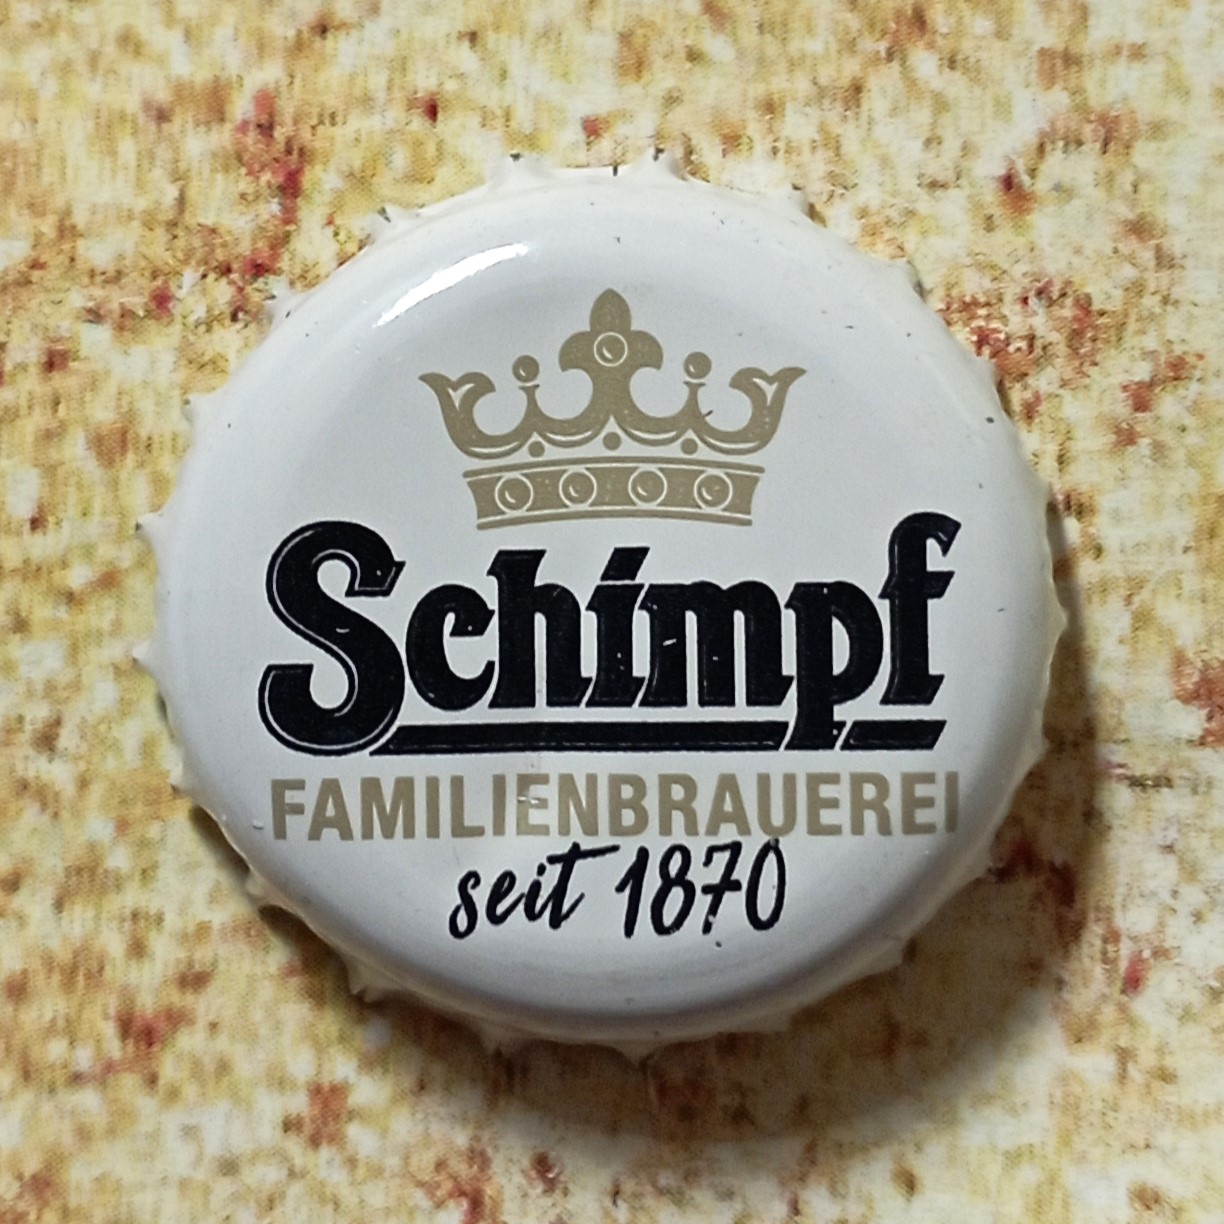 Schimpf
FAMILIENBRAUEREI
seit 1870